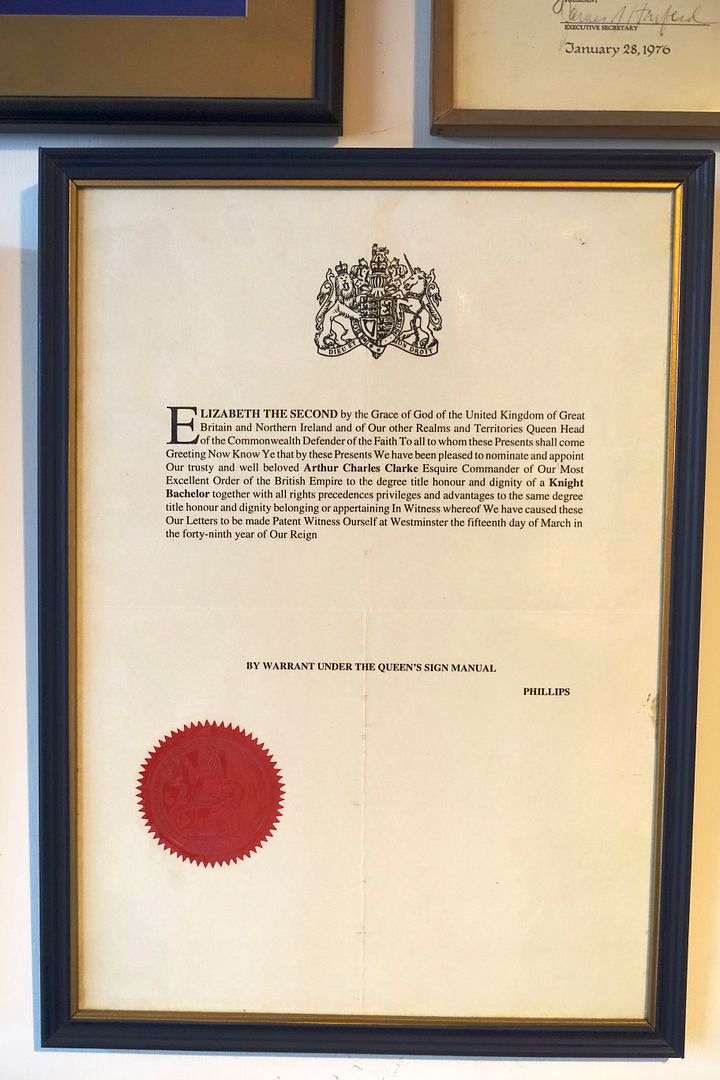 EXECUTIVE SECRETARY
January 28, 1976
DIEU ET MON DROIT
ELIZABETH THE SECOND by the Grace of God of the United Kingdom of Great
Britain and Northern Ireland and of Our other Realms and Territories Queen Head
of the Commonwealth Defender of the Faith To all to whom these Presents shall come
Greeting Now Know Ye that by these Presents We have been pleased to nominate and appoint
Our trusty and well beloved Arthur Charles Clarke Esquire Commander of Our Most
Excellent Order of the British Empire to the degree title honour and dignity of a Knight
Bachelor together with all rights precedences privileges and advantages to the same degree
title honour and dignity belonging or appertaining In Witness whereof We have caused these
Our Letters to be made Patent Witness Ourself at Westminster the fifteenth day of March in
the forty-ninth year of Our Reign
BY WARRANT UNDER THE QUEEN'S SIGN MANUAL
PHILLIPS